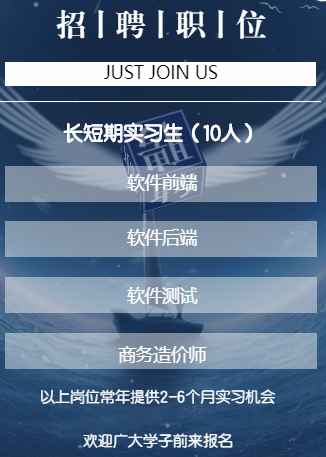 招|聘|职|位
JUST JOIN US
长短期实习生（10人）
软件前端
软件后端
软件测试
商务造价师
以上岗位常年提供2-6个月实习机会
欢迎广大学子前来报名